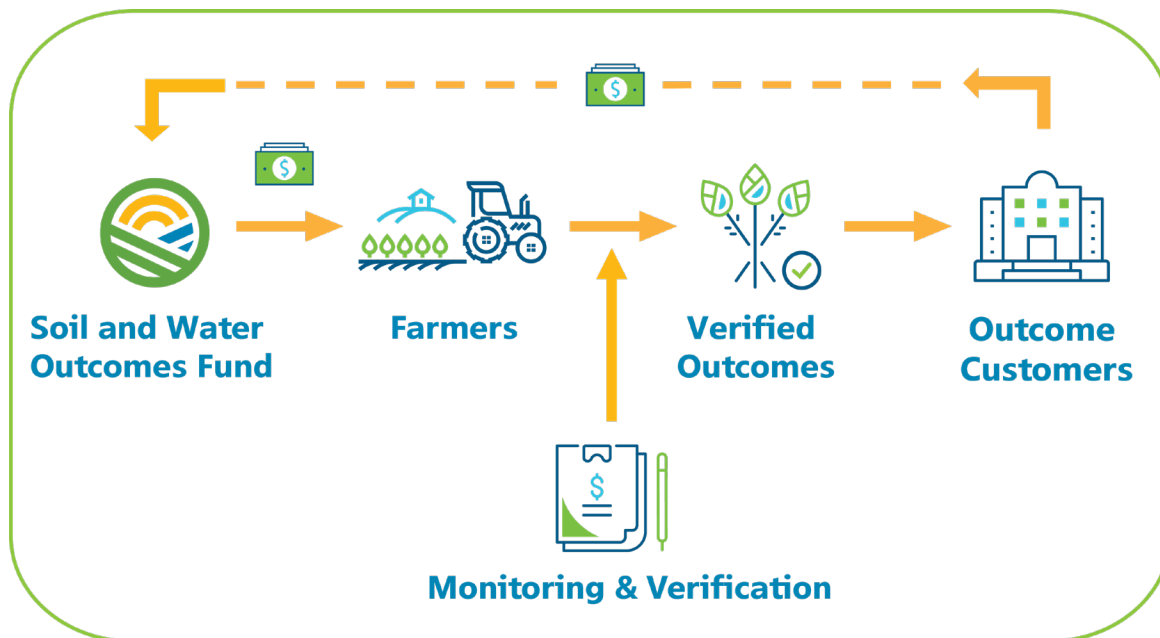 $
$
Soil and Water
Outcomes Fund
Farmers
Verified
Outcomes
Outcome
Customers
$
Monitoring & Verification